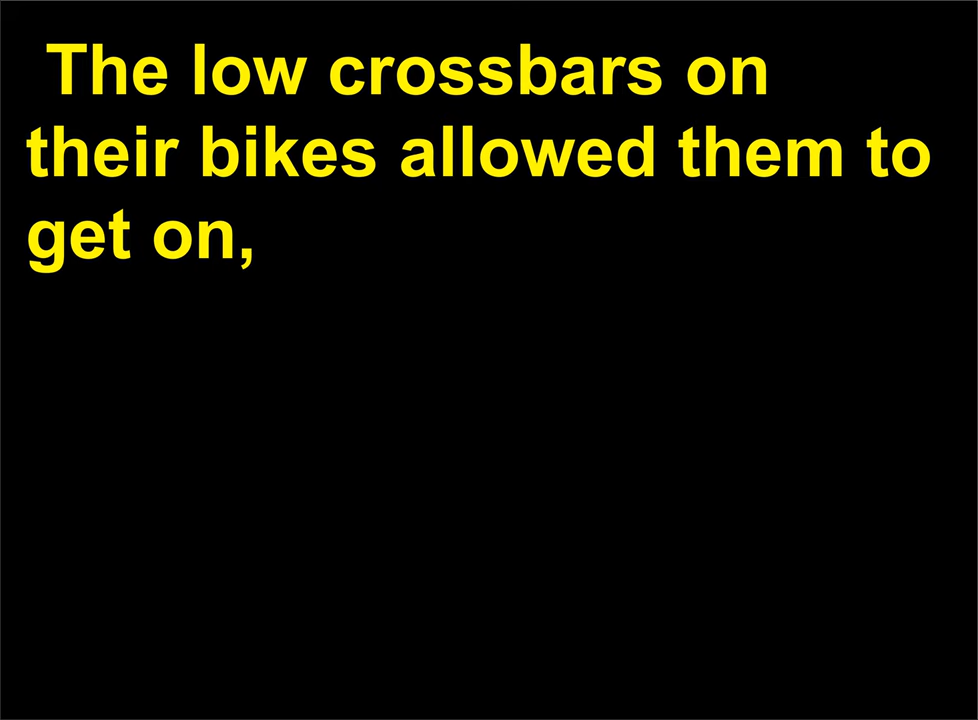 The low crossbars on
their bikes allowed them to
get on,